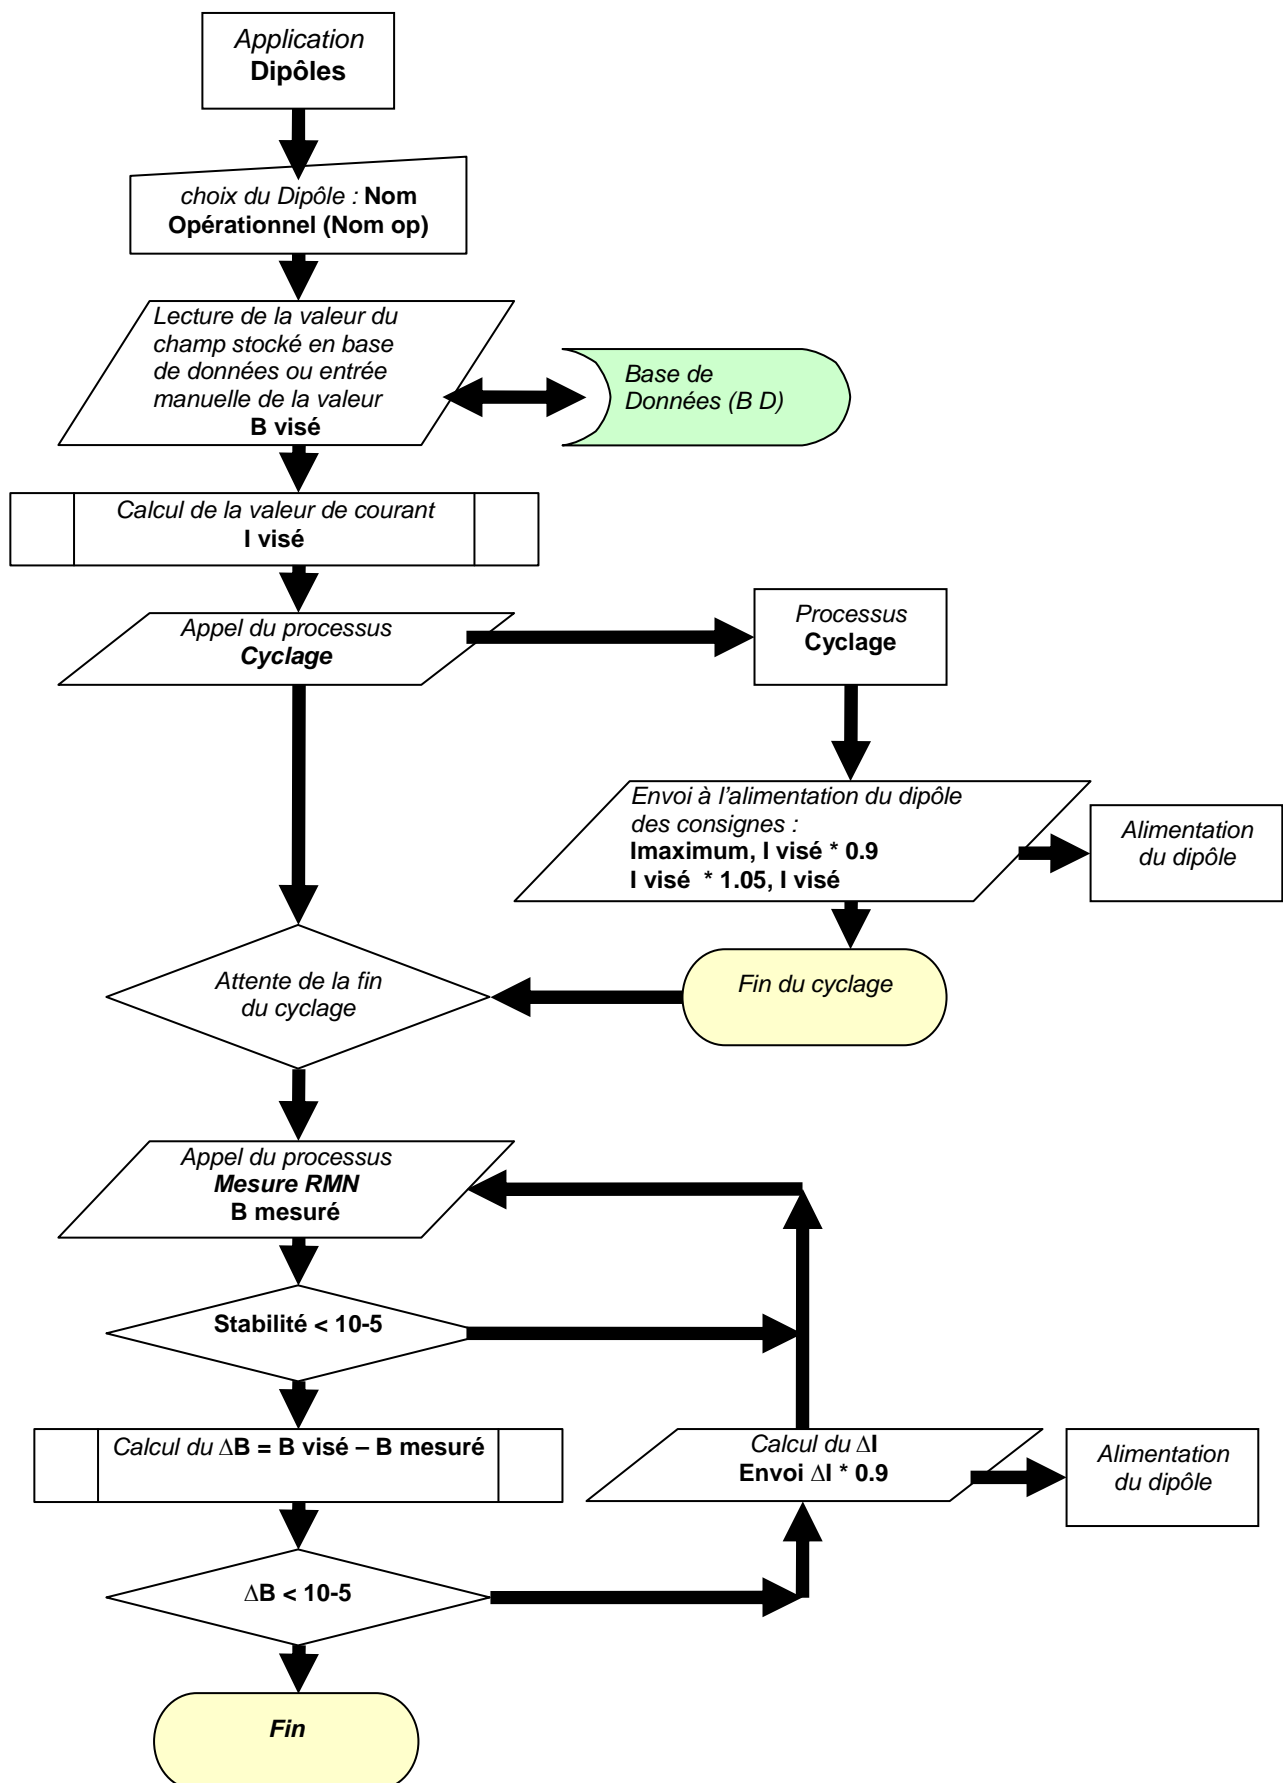 Application
Dipôles
choix du Dipôle : Nom
Opérationnel (Nom op)
Lecture de la valeur du
champ stocké en base
de données ou entrée
manuelle de la valeur
B visé
Base de
Données (B D)
Calcul de la valeur de courant
I visé
Appel du processus
Cyclage
Processus
Cyclage
Envoi à l’alimentation du dipôle
des consignes :
Imaximum, I visé * 0.9
I visé * 1.05, I visé
Alimentation
du dipôle
Attente de la fin
du cyclage
Fin du cyclage
Appel du processus
Mesure RMN
B mesuré
Stabilité < 10-5
Calcul du ∆B = B visé – B mesuré
Calcul du ∆I
Envoi ∆I * 0.9
Alimentation
du dipôle
∆B < 10-5
Fin